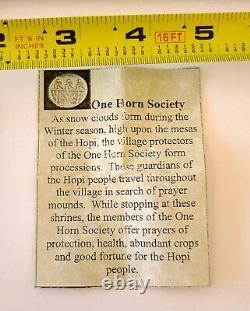 2 3 4 16FT 5
One Horn Society
As snow clouds form during the
Winter season, high upon the mesas
of the Hopi, the village protectors
of the One Horn Society form
processions. These guardians of
the Hopi people travel throughout
the village in search of prayer
mounds. While stopping at these
shrines, the members of the One
Horn Society offer prayers of
protection, health, abundant crops
and good fortune for the Hopi
people.